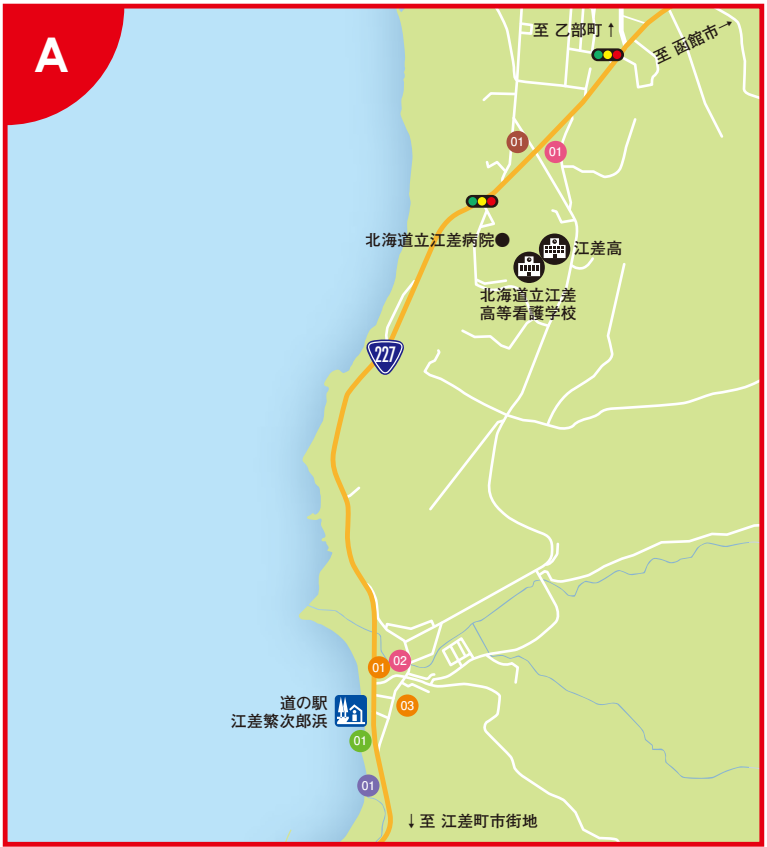 A
至 乙部町↑
至 函館市→
01
01
北海道立江差病院
江差高
北海道立江差
高等看護学校
227
01
02
道の駅
江差繁次郎浜
03
01
01
↓至 江差町市街地